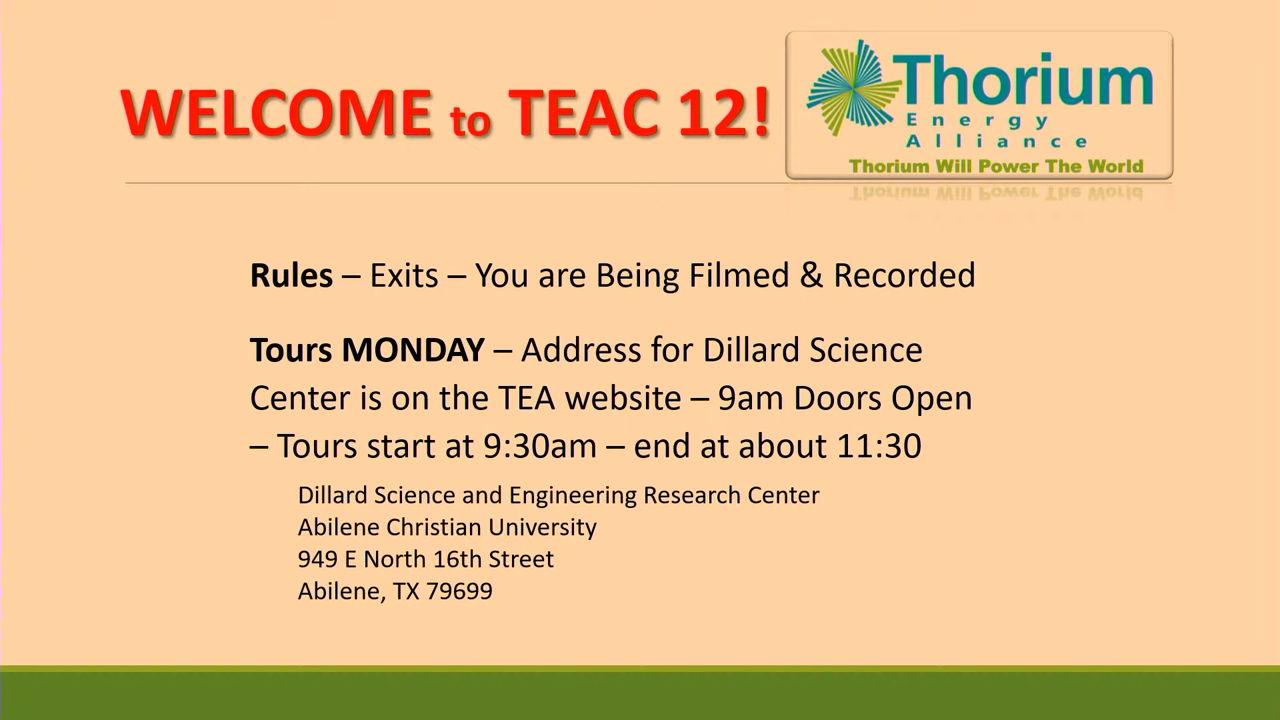 WELCOME to TEAC 12!
Thorium
Energy
Alliance
Thorium Will Power The World
Rules – Exits – You are Being Filmed & Recorded
Tours MONDAY – Address for Dillard Science
Center is on the TEA website – 9am Doors Open
– Tours start at 9:30am – end at about 11:30
Dillard Science and Engineering Research Center
Abilene Christian University
949 E North 16th Street
Abilene, TX 79699